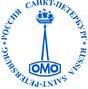 РОССИЯ САНКТ-ПЕТЕРБУРГ
RUSSIA SAINT-PETERSBURG
ОМО